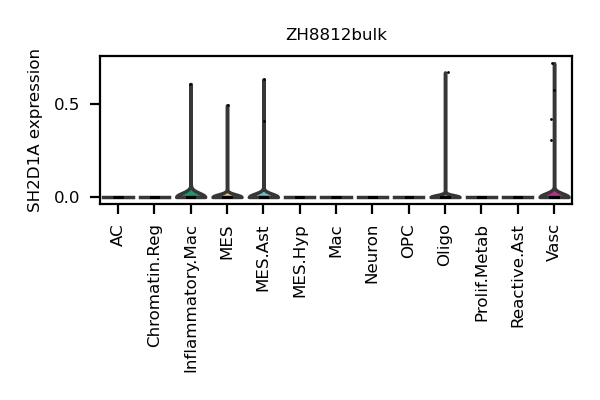 ZH8812bulk
SH2D1A expression
0.5
0.0
AC
Chromatin.Reg
Inflammatory.Mac
MES
MES.Ast
MES.Hyp
Mac
Neuron
OPC
Oligo
Prolif.Metab
Reactive.Ast
Vasc